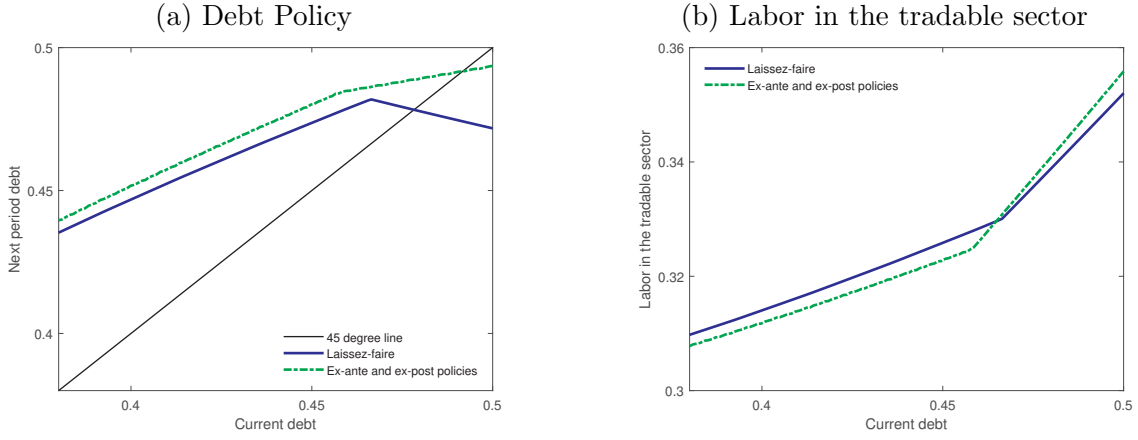 (a) Debt Policy
0.5
0.45
0.4
Next period debt
45 degree line
Laissez-faire
Ex-ante and ex-post policies
0.4
0.45
0.5
Current debt
(b) Labor in the tradable sector
0.36
0.34
0.32
0.3
Labor in the tradable sector
Laissez-faire
Ex-ante and ex-post policies
0.4
0.45
0.5
Current debt